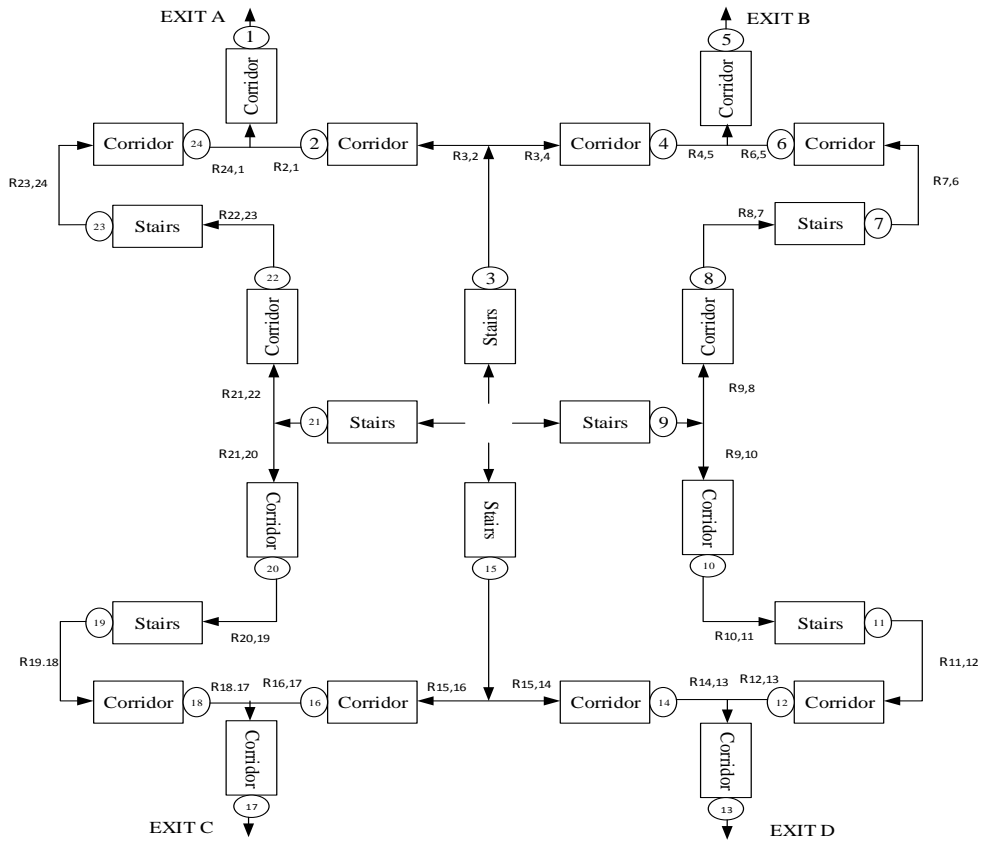 EXIT A
EXIT B
1
5
Corridor
Corridor
Corridor
24
2
Corridor
Corridor
4
6
Corridor
R24,1
R2,1
R3,2
R3,4
R4,5
R6,5
R23,24
R7,6
23
Stairs
R22,23
R8,7
Stairs
7
22
3
8
Corridor
Stairs
Corridor
R21,22
R9,8
21
Stairs
Stairs
9
R21,20
R9,10
Corridor
Stairs
Corridor
20
15
10
19
Stairs
Stairs
11
R20,19
R10,11
R19.18
R11,12
Corridor
18
R18.17
R16,17
16
Corridor
R15,16
R15,14
Corridor
14
R14,13
R12,13
12
Corridor
Corridor
Corridor
17
13
EXIT C
EXIT D